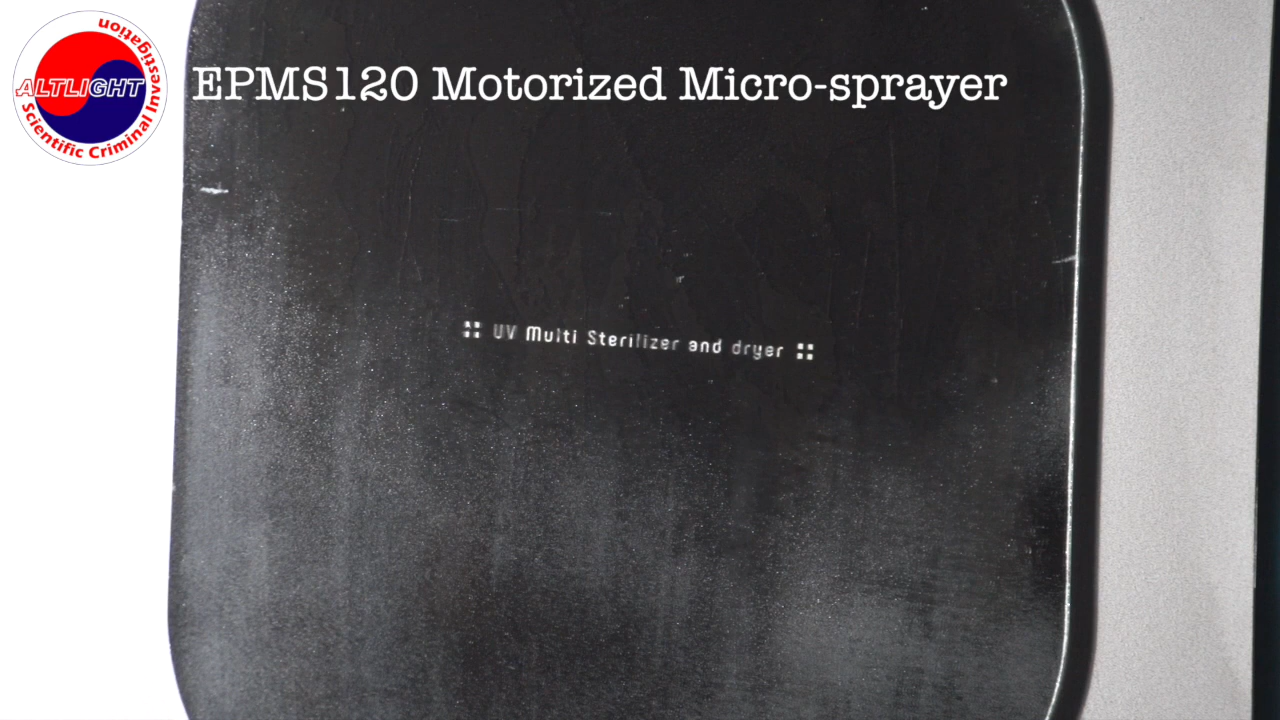 ALTLIGHT
Scientific Criminal Investigation
EPMS120 Motorized Micro-sprayer
UV Multi Sterilizer and dryer